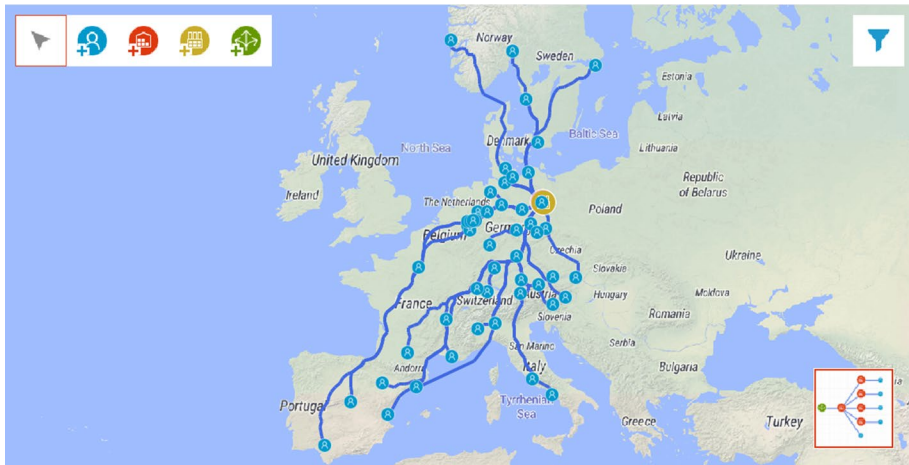 Norway
Sweden
Estonia
Latvia
Denmark
Baltic Sea
North Sea
Lithuania
United Kingdom
Republic
of Belarus
Ireland
The Netherlands
Poland
Belgium
Czechia
Ukraine
Slovakia
France
Switzerland
Austria
Hungary
Moldova
Slovenia
Romania
San Marino
Serbia
Andorra
Italy
Bulgaria
Portugal
Tyrrhenian
Sea
Greece
Turkey